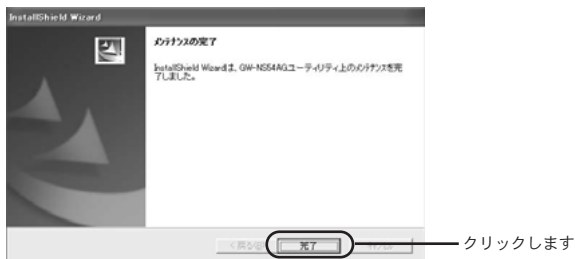 InstallShield Wizard
メンテナンスの完了
InstallShield Wizardは、GW-NS54AGユーティリティ上のメンテナンスを完
了しました。
< 戻る(B)
完了
クリックします